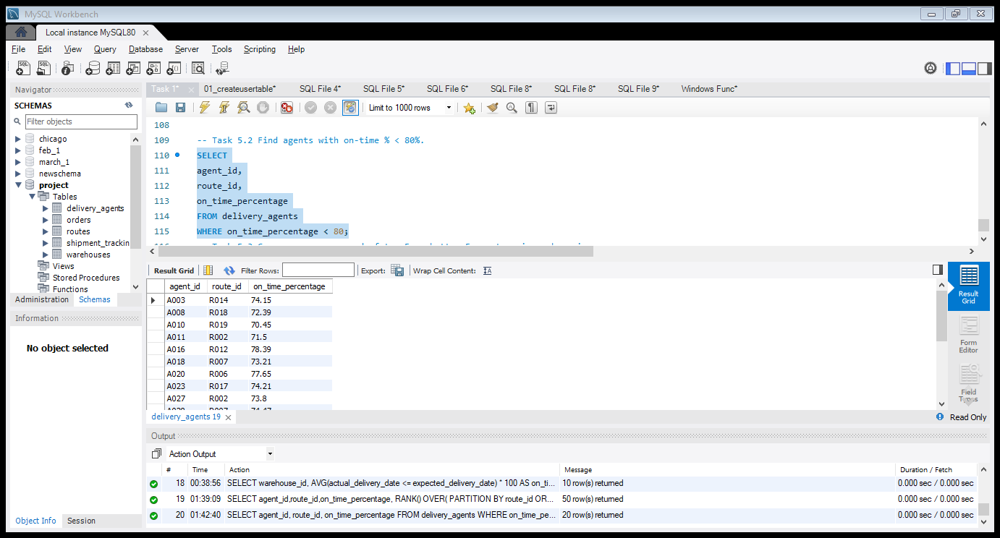 MySQL Workbench
Local instance MySQL80
File Edit View Query Database Server Tools Scripting Help
Navigator
SCHEMAS
Filter objects
chicago
feb_1
march_1
newschema
project
Tables
delivery_agents
orders
routes
shipment_trackin
warehouses
Views
Stored Procedures
Functions
Administration Schemas
Information
No object selected
Object Info Session
Task 1* 01_createusertable* SQL File 4* SQL File 5* SQL File 6* SQL File 8* SQL File 8* SQL File 9* Windows Func*
Limit to 1000 rows
108
109 -- Task 5.2 Find agents with on-time % < 80%.
110 SELECT
111 agent_id,
112 route_id,
113 on_time_percentage
114 FROM delivery_agents
115 WHERE on_time_percentage < 80;
Result Grid Filter Rows: Export: Wrap Cell Content:
agent_id route_id on_time_percentage
A003 R014 74.15
A008 R018 72.39
A010 R019 70.45
A011 R002 71.5
A016 R012 78.39
A018 R007 73.21
A020 R006 77.65
A023 R017 74.21
A027 R002 73.8
Result Grid
Form Editor
Field Types
delivery_agents 19
Read Only
Output
Action Output
# Time Action Message Duration / Fetch
18 00:38:56 SELECT warehouse_id, AVG(actual_delivery_date <= expected_delivery_date) * 100 AS on_ti... 10 row(s) returned 0.000 sec / 0.000 sec
19 01:39:09 SELECT agent_id,route_id,on_time_percentage, RANK() OVER( PARTITION BY route_id OR... 50 row(s) returned 0.000 sec / 0.000 sec
20 01:42:40 SELECT agent_id, route_id, on_time_percentage FROM delivery_agents WHERE on_time_pe... 20 row(s) returned 0.000 sec / 0.000 sec